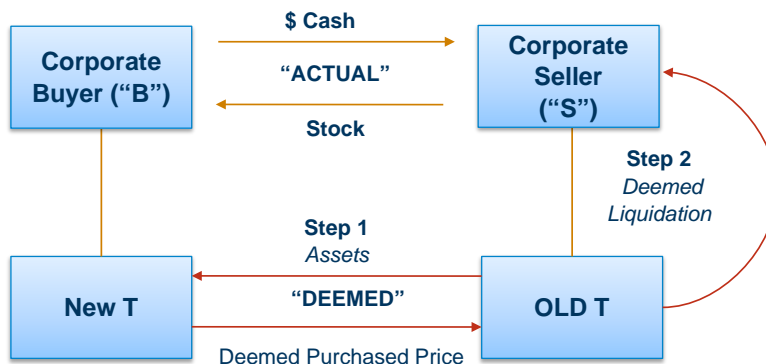 $ Cash
Corporate
Buyer (“B”)
“ACTUAL”
Corporate
Seller
(“S”)
Stock
Step 2
Deemed
Liquidation
Step 1
Assets
New T
“DEEMED”
OLD T
Deemed Purchased Price